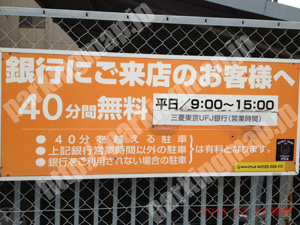 銀行にご来店のお客様へ
40分間無料
平日/9:00〜15:00
三菱東京UFJ銀行(営業時間)
●40分を越える駐車
●上記銀行営業時間以外の駐車
●銀行をご利用されない場合の駐車
は有料となります。